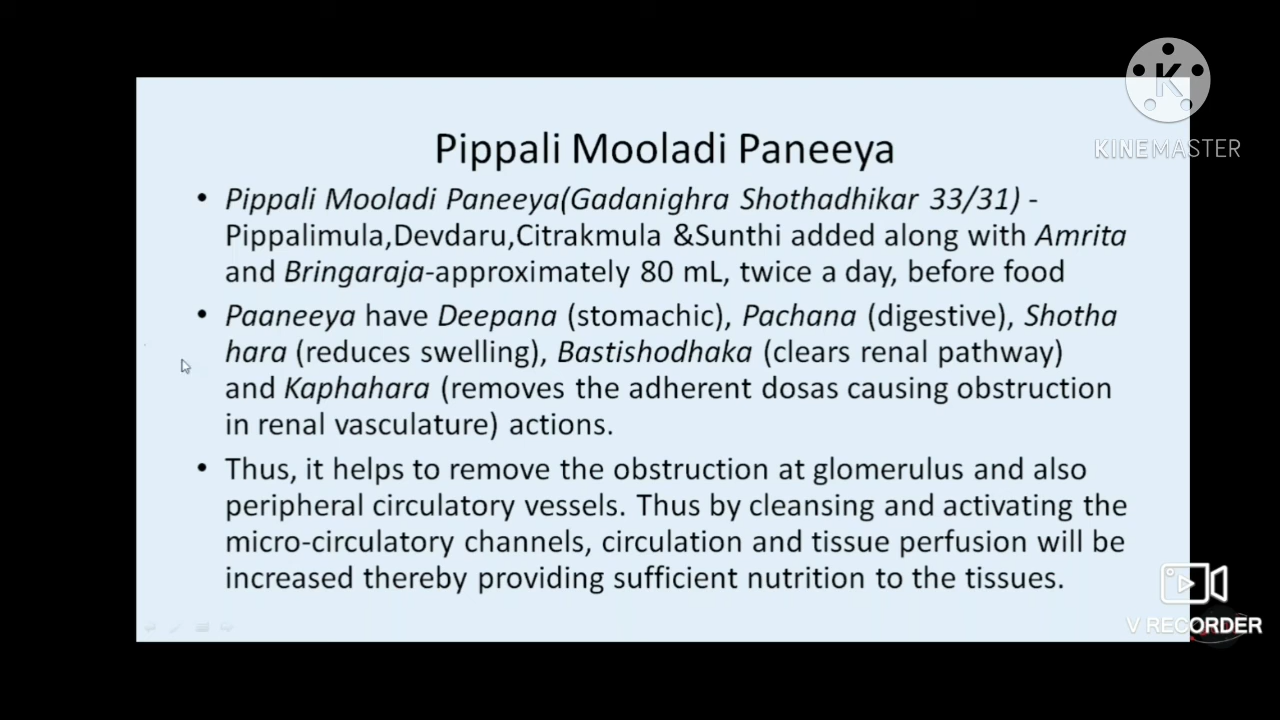 KINEMASTER
Pippali Mooladi Paneeya
• Pippali Mooladi Paneeya(Gadanighra Shothadhikar 33/31) -
Pippalimula,Devdaru,Citrakmula &Sunthi added along with Amrita
and Bringaraja-approximately 80 mL, twice a day, before food
• Paaneeya have Deepana (stomachic), Pachana (digestive), Shotha
hara (reduces swelling), Bastishodhaka (clears renal pathway)
and Kaphahara (removes the adherent dosas causing obstruction
in renal vasculature) actions.
• Thus, it helps to remove the obstruction at glomerulus and also
peripheral circulatory vessels. Thus by cleansing and activating the
micro-circulatory channels, circulation and tissue perfusion will be
increased thereby providing sufficient nutrition to the tissues.
V RECORDER